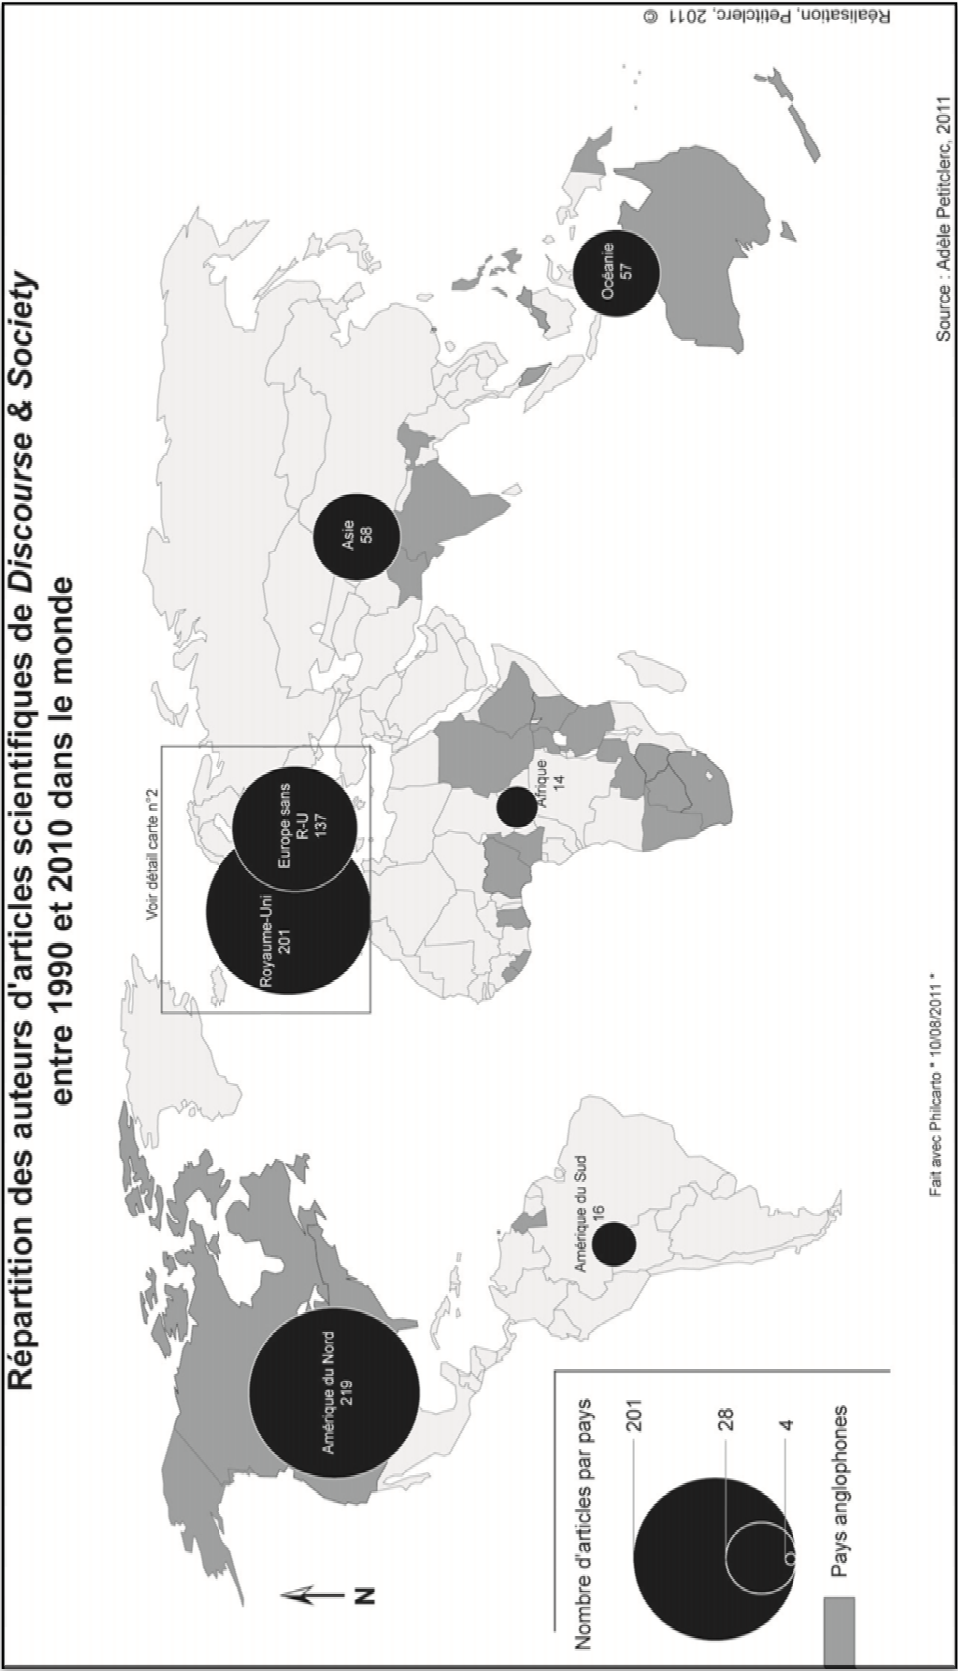 Répartition des auteurs d'articles scientifiques de Discourse & Society
entre 1990 et 2010 dans le monde
Voir détail carte n°2
Royaume-Uni
201
Europe sans
R-U
137
Asie
58
Océanie
57
Amérique du Nord
219
Afrique
14
Amérique du Sud
16
N
Nombre d'articles par pays
201
28
4
Pays anglophones
Fait avec Philcarto * 10/08/2011 *
Source : Adèle Petitclerc, 2011
Réalisation, Petitclerc, 2011 ©